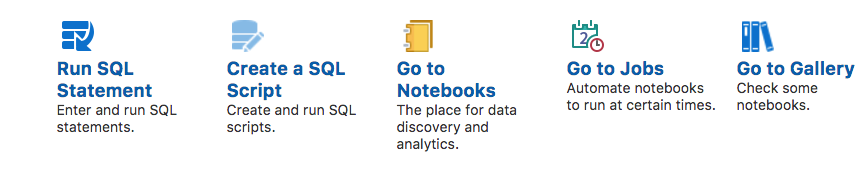 2
Run SQL
Statement
Enter and run SQL
statements.
Create a SQL
Script
Create and run SQL
scripts.
Go to
Notebooks
The place for data
discovery and
analytics.
Go to Jobs
Automate notebooks
to run at certain times.
Go to Gallery
Check some
notebooks.